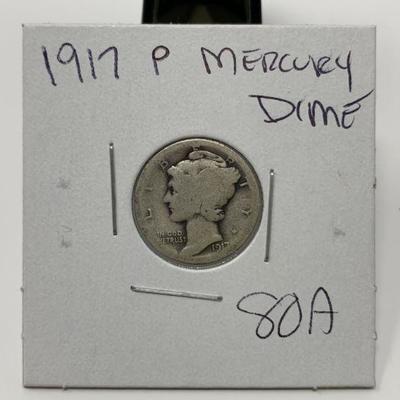 1917 P MERCURY
DIME
LIBERTY
IN GOD
WE TRUST
1917
80A